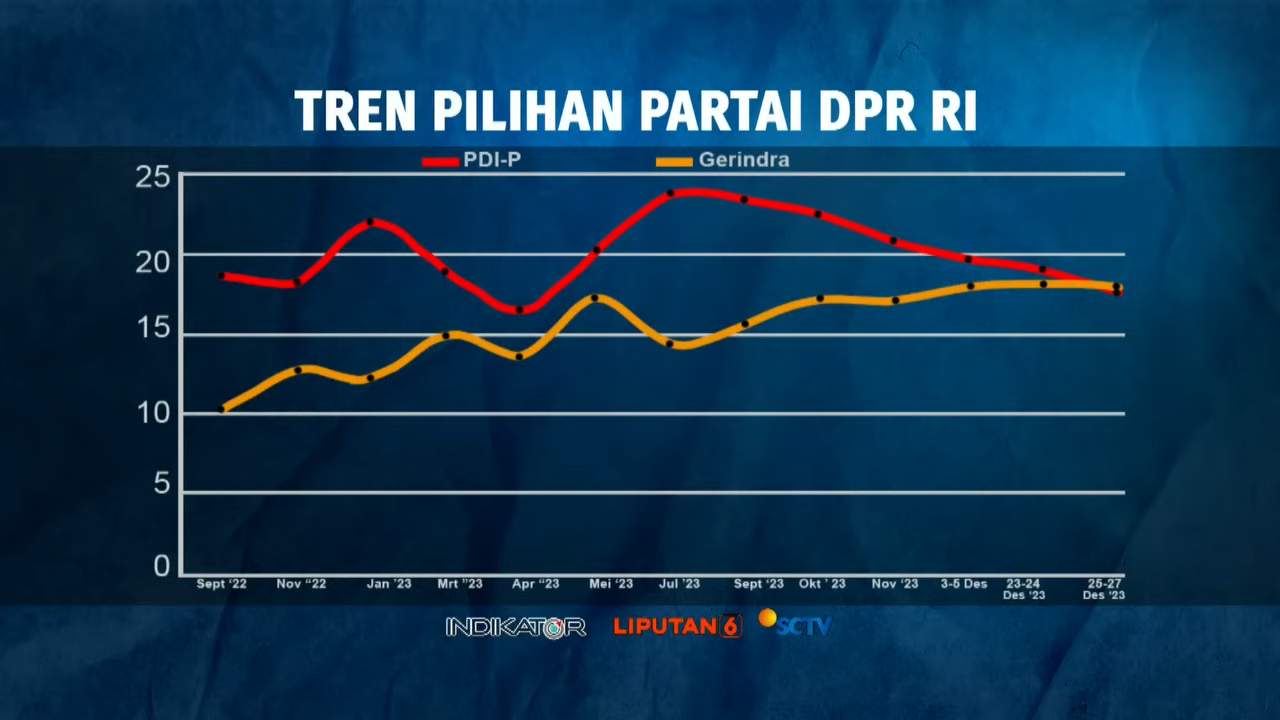 TREN PILIHAN PARTAI DPR RI
PDI-P Gerindra
25
20
15
10
5
0
Sept ‘22 Nov “22 Jan ’23 Mrt ”23 Apr “23 Mei ‘23 Jul ’23 Sept ‘23 Okt ’ 23 Nov ‘23 3-5 Des 23-24 25-27
Des ‘23 Des ‘23
INDIKATOR LIPUTAN 6 SCTV